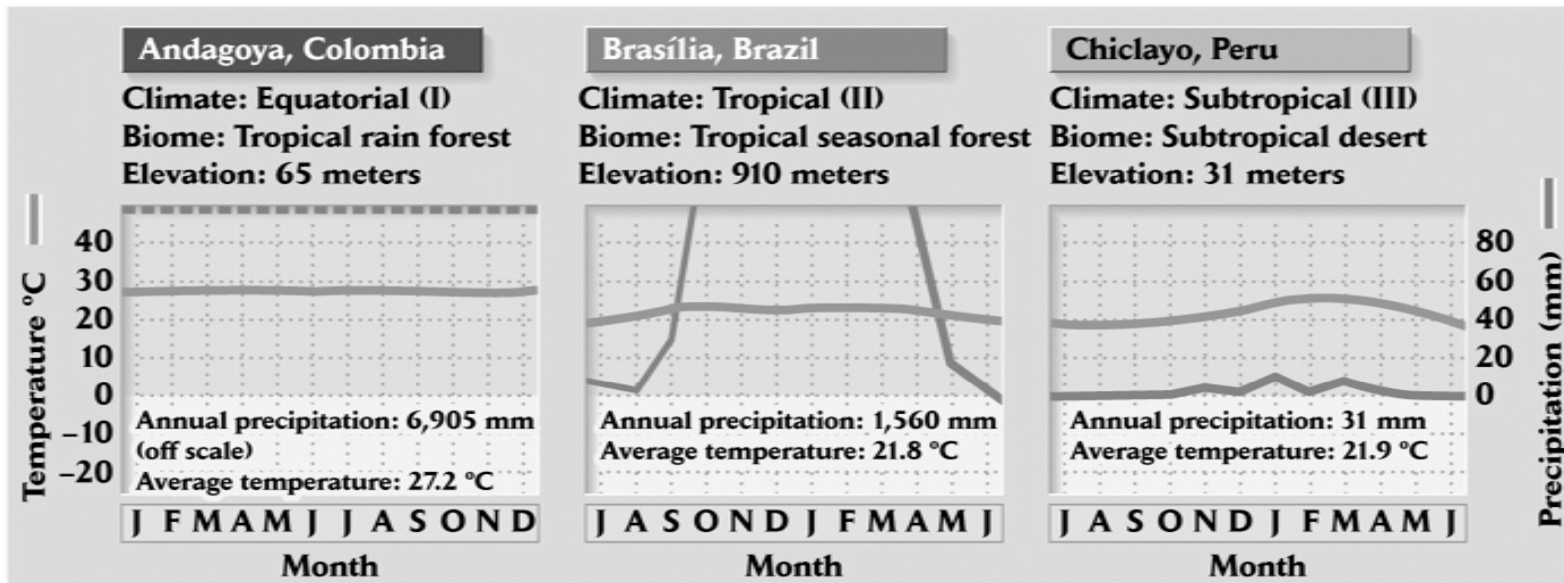 Andagoya, Colombia
Climate: Equatorial (I)
Biome: Tropical rain forest
Elevation: 65 meters
Brasília, Brazil
Climate: Tropical (II)
Biome: Tropical seasonal forest
Elevation: 910 meters
Chiclayo, Peru
Climate: Subtropical (III)
Biome: Subtropical desert
Elevation: 31 meters
Temperature °C
40
30
20
10
0
–10
–20
Annual precipitation: 6,905 mm
(off scale)
Average temperature: 27.2 °C
J F M A M J J A S O N D
Month
Annual precipitation: 1,560 mm
Average temperature: 21.8 °C
J A S O N D J F M A M J
Month
Annual precipitation: 31 mm
Average temperature: 21.9 °C
J A S O N D J F M A M J
Month
80
60
40
20
0
Precipitation (mm)